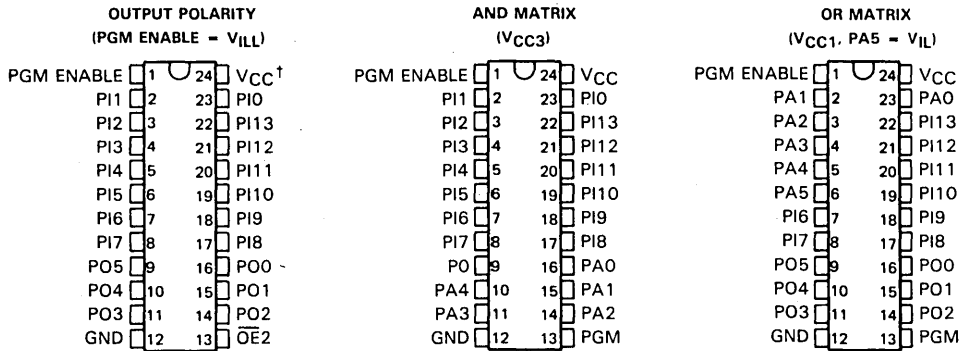 OUTPUT POLARITY
(PGM ENABLE = VILL)
PGM ENABLE 1 24 VCC†
PI1 2 23 PI0
PI2 3 22 PI13
PI3 4 21 PI12
PI4 5 20 PI11
PI5 6 19 PI10
PI6 7 18 PI9
PI7 8 17 PI8
PO5 9 16 PO0
PO4 10 15 PO1
PO3 11 14 PO2
GND 12 13 O̅E̅2
AND MATRIX
(VCC3)
PGM ENABLE 1 24 VCC
PI1 2 23 PI0
PI2 3 22 PI13
PI3 4 21 PI12
PI4 5 20 PI11
PI5 6 19 PI10
PI6 7 18 PI9
PI7 8 17 PI8
P0 9 16 PA0
PA4 10 15 PA1
PA3 11 14 PA2
GND 12 13 PGM
OR MATRIX
(VCC1, PA5 = VIL)
PGM ENABLE 1 24 VCC
PA1 2 23 PA0
PA2 3 22 PI13
PA3 4 21 PI12
PA4 5 20 PI11
PA5 6 19 PI10
PI6 7 18 PI9
PI7 8 17 PI8
PO5 9 16 PO0
PO4 10 15 PO1
PO3 11 14 PO2
GND 12 13 PGM